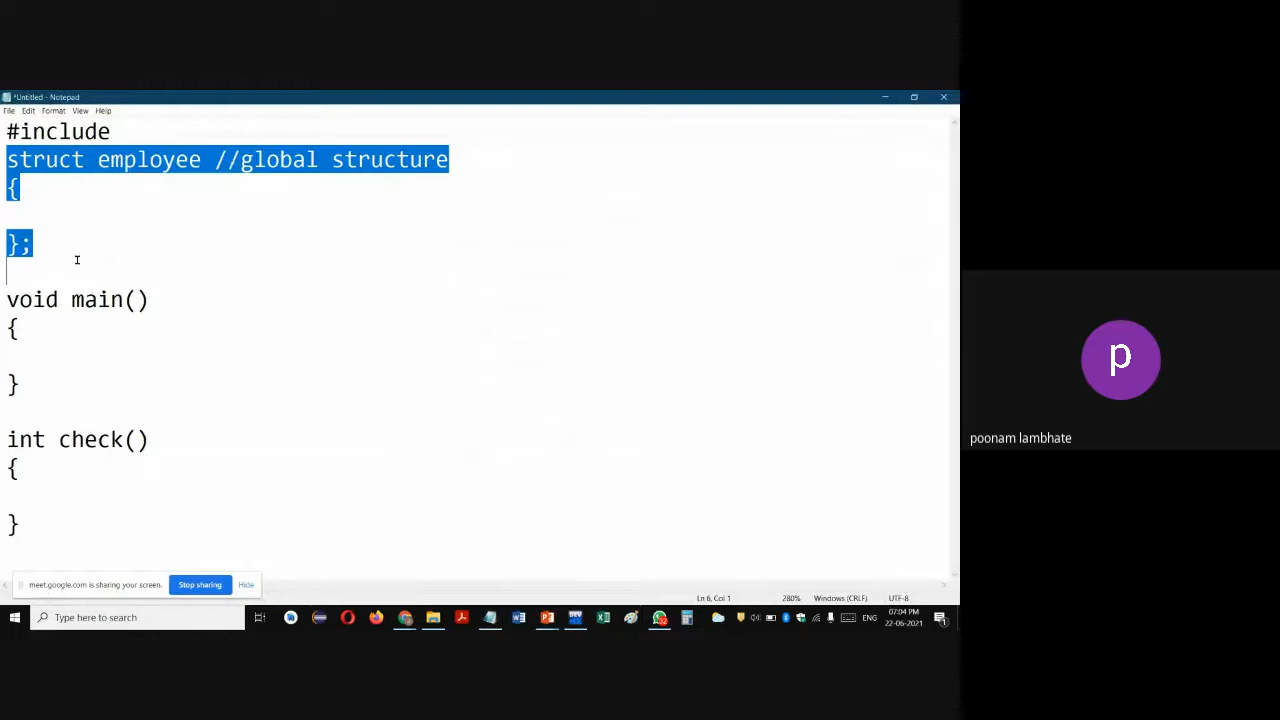 *Untitled - Notepad
File Edit Format View Help
#include
struct employee //global structure
{
};
void main()
{
}
int check()
{
}
meet.google.com is sharing your screen. Stop sharing Hide
Ln 6, Col 1 280% Windows (CRLF) UTF-8
Type here to search
ENG
07:04 PM
22-06-2021
p
poonam lambhate